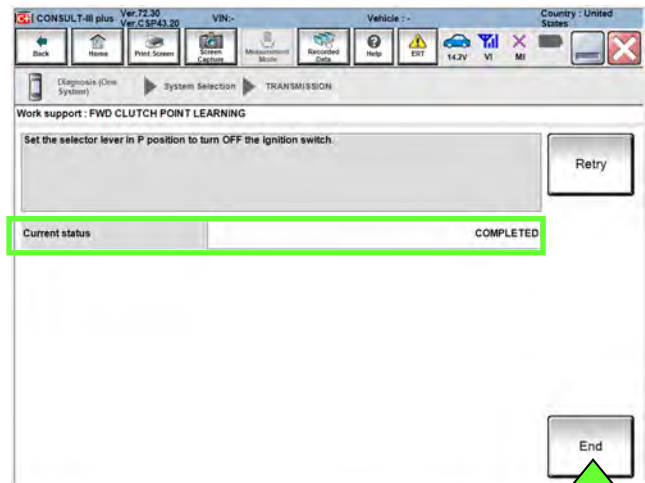 CONSULT-III plus Ver.72.30 VIN:- Vehicle : - Country : United
Ver.CSP43.20 States
Back Home Print Screen Screen Capture Measurement Mode Recorded Data Help ERT 14.2V VI MI
Diagnosis (One System) System Selection TRANSMISSION
Work support : FWD CLUTCH POINT LEARNING
Set the selector lever in P position to turn OFF the ignition switch.
Retry
Current status COMPLETED
End